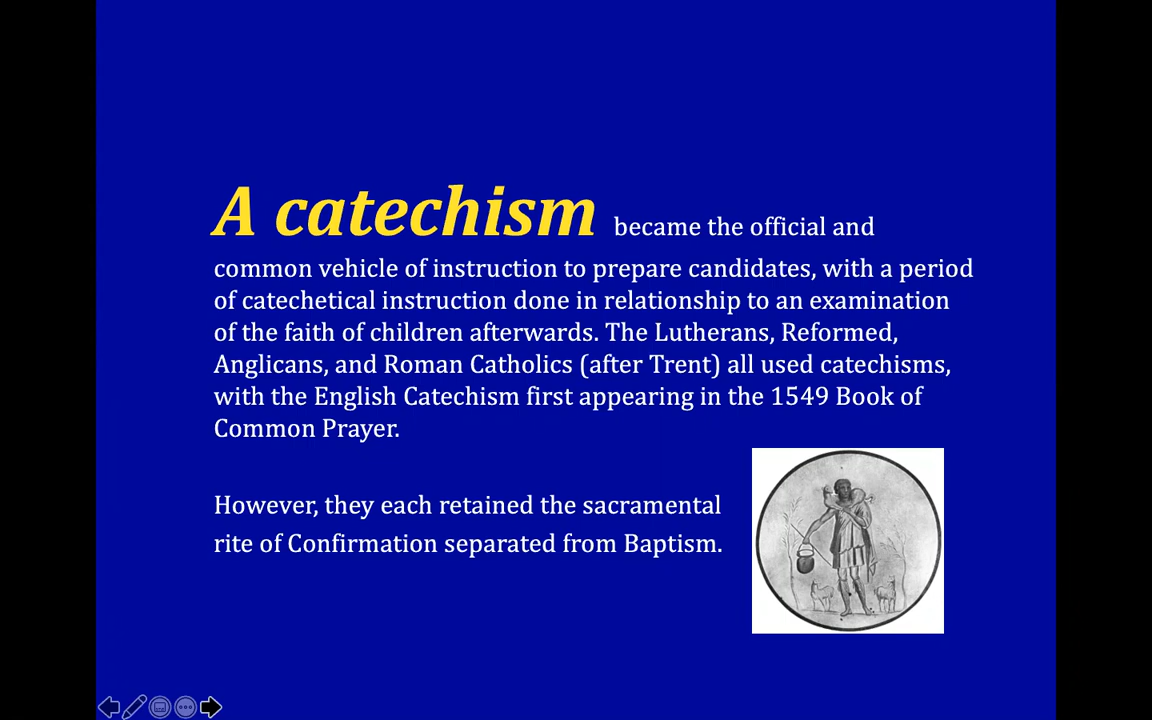 A catechism became the official and
common vehicle of instruction to prepare candidates, with a period
of catechetical instruction done in relationship to an examination
of the faith of children afterwards. The Lutherans, Reformed,
Anglicans, and Roman Catholics (after Trent) all used catechisms,
with the English Catechism first appearing in the 1549 Book of
Common Prayer.
However, they each retained the sacramental
rite of Confirmation separated from Baptism.